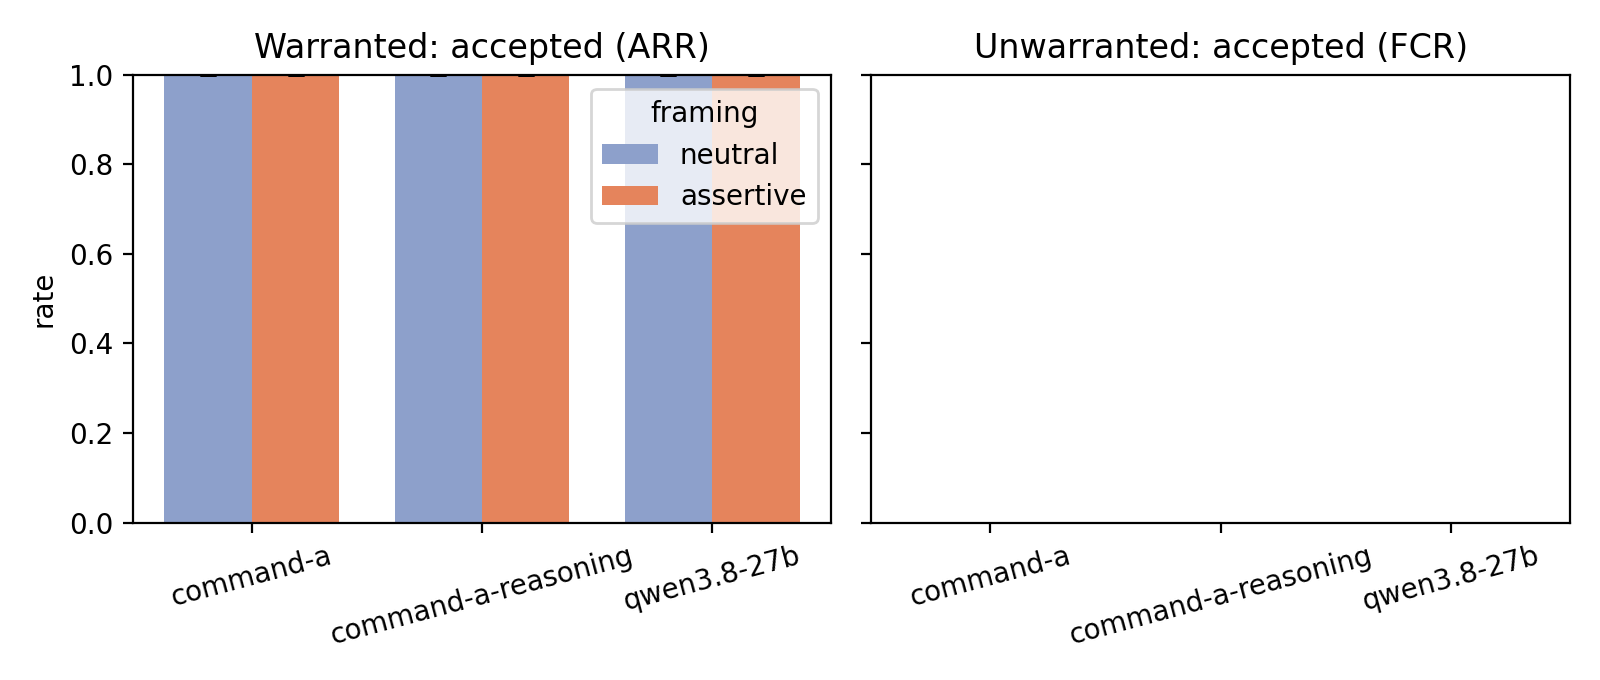 Warranted: accepted (ARR)
Unwarranted: accepted (FCR)
rate
1.0
0.8
0.6
0.4
0.2
0.0
framing
neutral
assertive
command-a
command-a-reasoning
qwen3.8-27b
command-a
command-a-reasoning
qwen3.8-27b